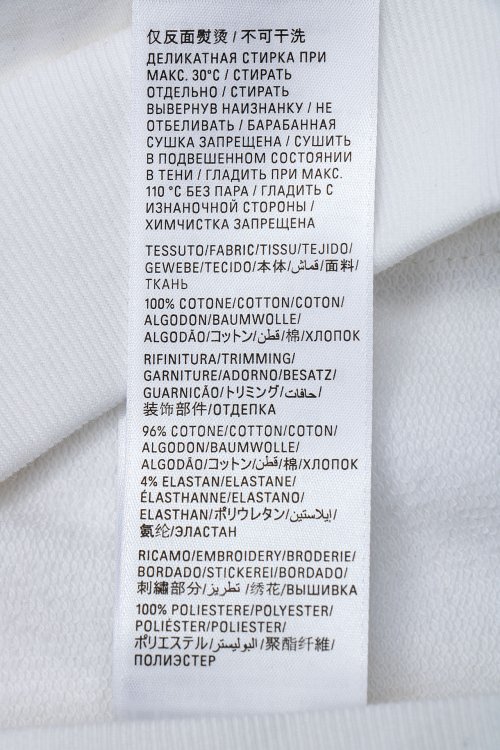 仅反面熨烫 / 不可干洗
ДЕЛИКАТНАЯ СТИРКА ПРИ
МАКС. 30°C / СТИРАТЬ
ОТДЕЛЬНО / СТИРАТЬ
ВЫВЕРНУВ НАИЗНАНКУ / НЕ
ОТБЕЛИВАТЬ / БАРАБАННАЯ
СУШКА ЗАПРЕЩЕНА / СУШИТЬ
В ПОДВЕШЕННОМ СОСТОЯНИИ
В ТЕНИ / ГЛАДИТЬ ПРИ МАКС.
110 °C БЕЗ ПАРА / ГЛАДИТЬ С
ИЗНАНОЧНОЙ СТОРОНЫ /
ХИМЧИСТКА ЗАПРЕЩЕНА
TESSUTO/FABRIC/TISSU/TEJIDO/
GEWEBE/TECIDO/本体/قماش/面料/
ТКАНЬ
100% COTONE/COTTON/COTON/
ALGODON/BAUMWOLLE/
ALGODÃO/コットン/قطن/棉/ХЛОПОК
RIFINITURA/TRIMMING/
GARNITURE/ADORNO/BESATZ/
GUARNICÃO/トリミング/حافات/
装饰部件/ОТДЕПКА
96% COTONE/COTTON/COTON/
ALGODON/BAUMWOLLE/
ALGODÃO/コットン/قطن/棉/ХЛОПОК
4% ELASTAN/ELASTANE/
ÉLASTHANNE/ELASTANO/
ELASTHAN/ポリウレタン/إيلاستين/
氨纶/ЭЛАСТАН
RICAMO/EMBROIDERY/BRODERIE/
BORDADO/STICKEREI/BORDADO/
刺繡部分/ تطريز / 绣花/ВЫШИВКА
100% POLIESTERE/POLYESTER/
POLIÉSTER/POLIESTER/
ポリエステル/البوليستر/聚酯纤維/
ПОЛИЭСТЕР